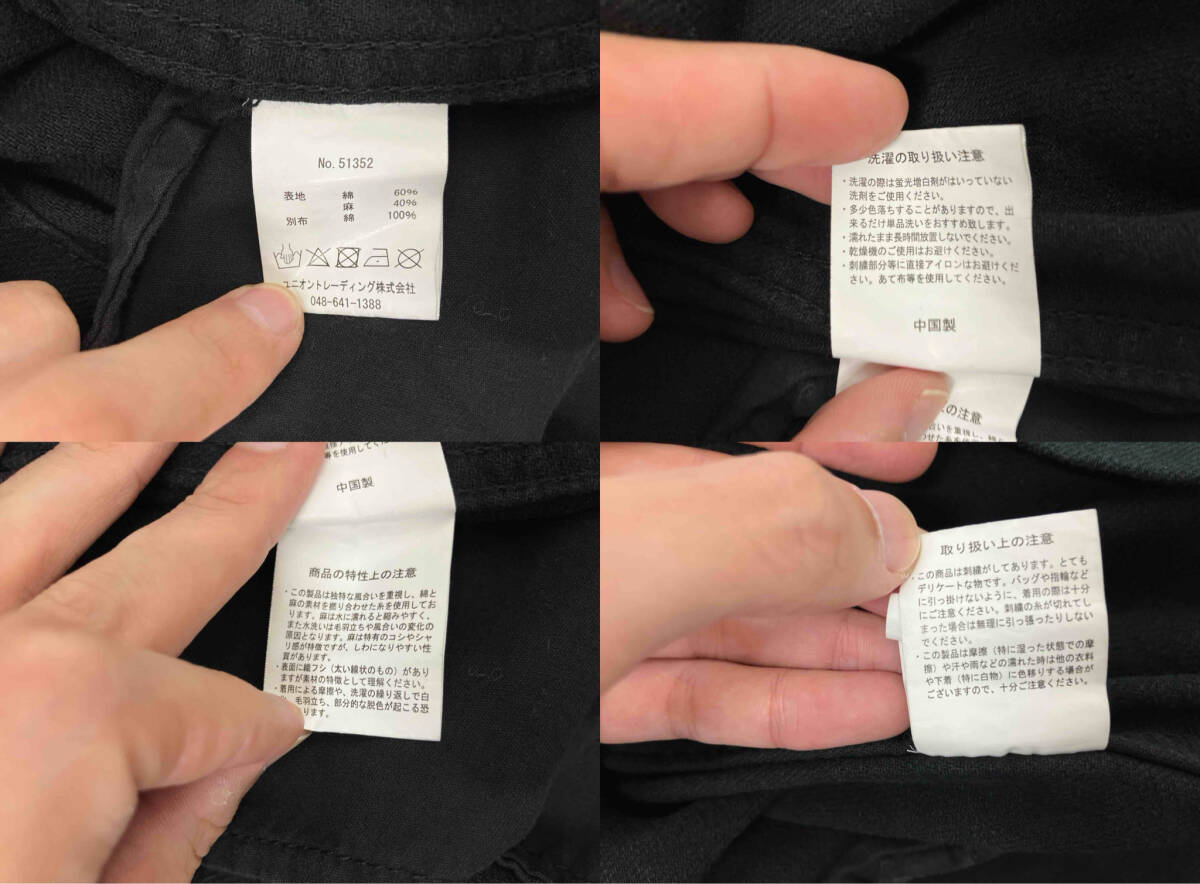 No. 51352
表地 綿 60%
麻 40%
別布 綿 100%
ユニオントレーディング株式会社
048-641-1388
洗濯の取り扱い注意
・洗濯の際は蛍光増白剤がはいっていない
洗剤をご使用ください。
・多少色落ちすることがありますので、出
来るだけ単品洗いをおすすめ致します。
・濡れたまま長時間放置しないでください。
・乾燥機のご使用はお避けください。
・刺繍部分等に直接アイロンはお避けくだ
さい。あて布等を使用してください。
中国製
の注意
合いを重視し、綿と
等を使用してくだ
中国製
商品の特性上の注意
・この製品は独特な風合いを重視し、綿と
麻の素材を撚り合わせた糸を使用してお
ります。麻は水に濡れると縮みやすく、
また水洗いは毛羽立ちや風合いの変化の
原因となります。麻は特有のコシやシャ
リ感が特徴ですが、しわになりやすい性
質があります。
・表面に織フシ(太い線状のもの)があり
ますが素材の特徴として理解ください。
・着用による摩擦や、洗濯の繰り返しで白
毛羽立ち、部分的な脱色が起こる恐
ります。
取り扱い上の注意
・この商品は刺繍がしてあります。とても
デリケートな物です。バッグや指輪など
に引っ掛けないように、着用の際は十分
にご注意ください。刺繍の糸が切れてし
まった場合は無理に引っ張ったりしない
でください。
・この製品は摩擦(特に湿った状態での摩
擦)や汗や雨などの濡れた時は他の衣料
や下着(特に白物)に色移りする場合が
ございますので、十分ご注意ください。